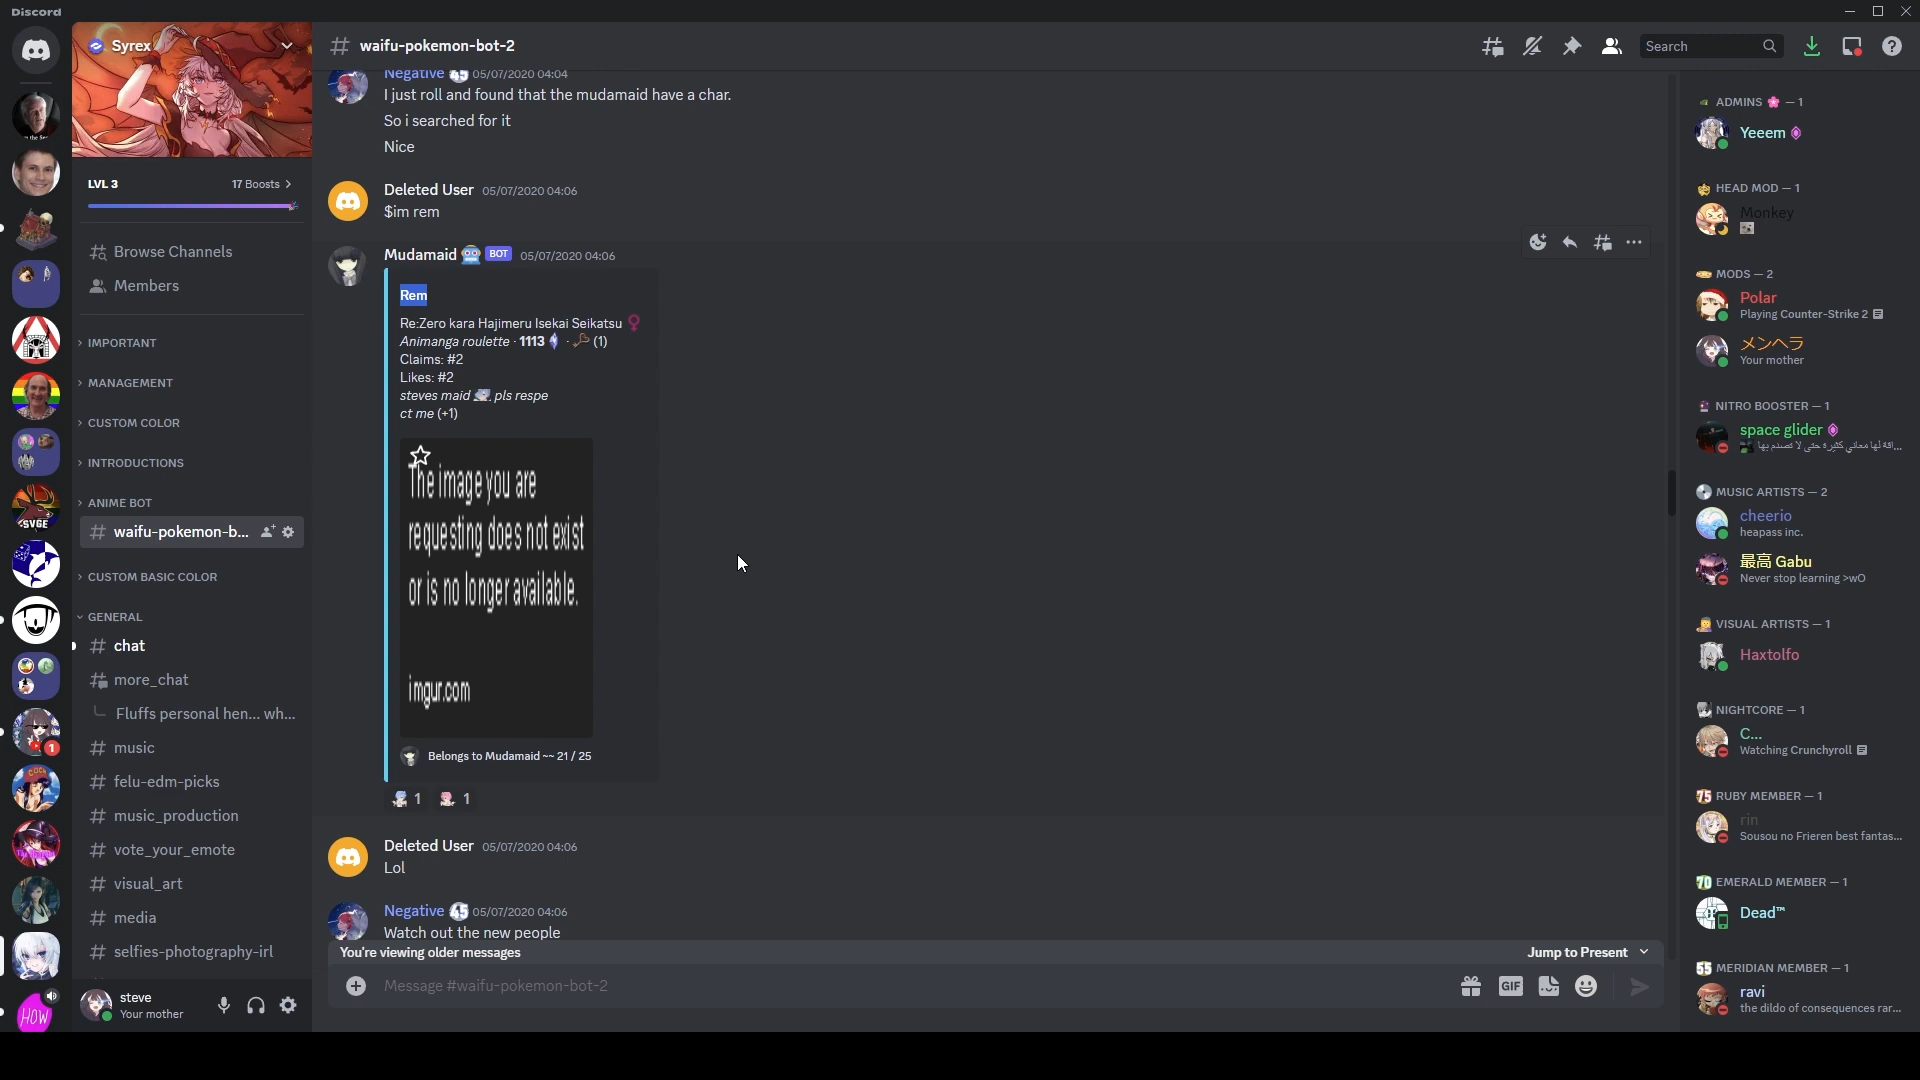 Discord
Syrex
LVL 3
17 Boosts
Browse Channels
Members
IMPORTANT
MANAGEMENT
CUSTOM COLOR
INTRODUCTIONS
ANIME BOT
waifu-pokemon-b...
CUSTOM BASIC COLOR
GENERAL
chat
more_chat
Fluffs personal hen... wh...
music
felu-edm-picks
music_production
vote_your_emote
visual_art
media
selfies-photography-irl
steve
Your mother
SVGE
1
HOW
waifu-pokemon-bot-2
Search
Negative 45 05/07/2020 04:04
I just roll and found that the mudamaid have a char.
So i searched for it
Nice
Deleted User 05/07/2020 04:06
$im rem
Mudamaid BOT 05/07/2020 04:06
Rem
Re:Zero kara Hajimeru Isekai Seikatsu
Animanga roulette · 1113 · (1)
Claims: #2
Likes: #2
steves maid pls respe
ct me (+1)
The image you are
requesting does not exist
or is no longer available.
imgur.com
Belongs to Mudamaid ~~ 21 / 25
1 1
Deleted User 05/07/2020 04:06
Lol
Negative 45 05/07/2020 04:06
Watch out the new people
You're viewing older messages
Jump to Present
Message #waifu-pokemon-bot-2
GIF
ADMINS — 1
Yeeem
HEAD MOD — 1
Monkey
MODS — 2
Polar
Playing Counter-Strike 2
メンヘラ
Your mother
NITRO BOOSTER — 1
space glider
MUSIC ARTISTS — 2
cheerio
heapass inc.
最高 Gabu
Never stop learning >wO
VISUAL ARTISTS — 1
Haxtolfo
NIGHTCORE — 1
C...
Watching Crunchyroll
75 RUBY MEMBER — 1
rin
Sousou no Frieren best fantas...
70 EMERALD MEMBER — 1
Dead™
55 MERIDIAN MEMBER — 1
ravi
the dildo of consequences rar...